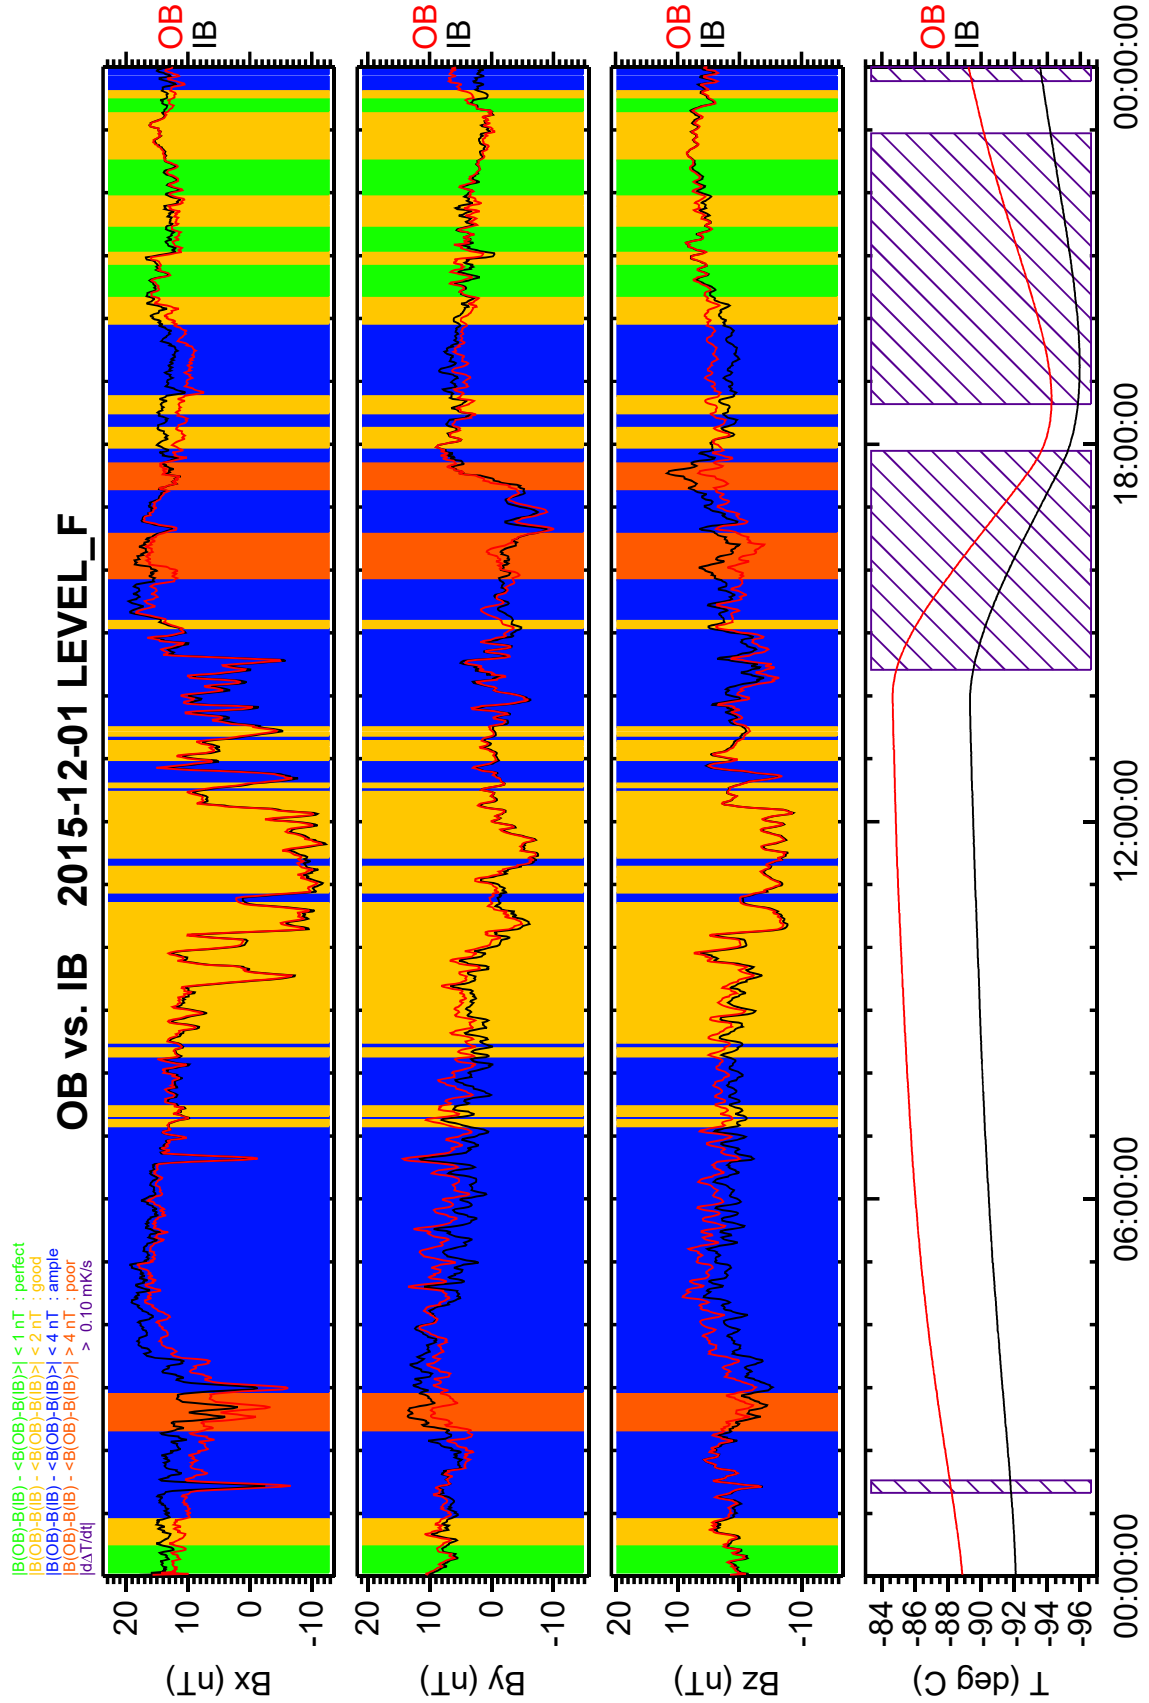 |B(OB)-B(IB) - <B(OB)-B(IB)>| < 1 nT : perfect
|B(OB)-B(IB) - <B(OB)-B(IB)>| < 2 nT : good
|B(OB)-B(IB) - <B(OB)-B(IB)>| < 4 nT : ample
|B(OB)-B(IB) - <B(OB)-B(IB)>| > 4 nT : poor
|dΔT/dt| > 0.10 mK/s
OB vs. IB 2015-12-01 LEVEL_F
Bx (nT)
20
10
0
-10
OB
IB
By (nT)
20
10
0
-10
OB
IB
Bz (nT)
20
10
0
-10
OB
IB
T (deg C)
-84
-86
-88
-90
-92
-94
-96
OB
IB
00:00:00
06:00:00
12:00:00
18:00:00
00:00:00